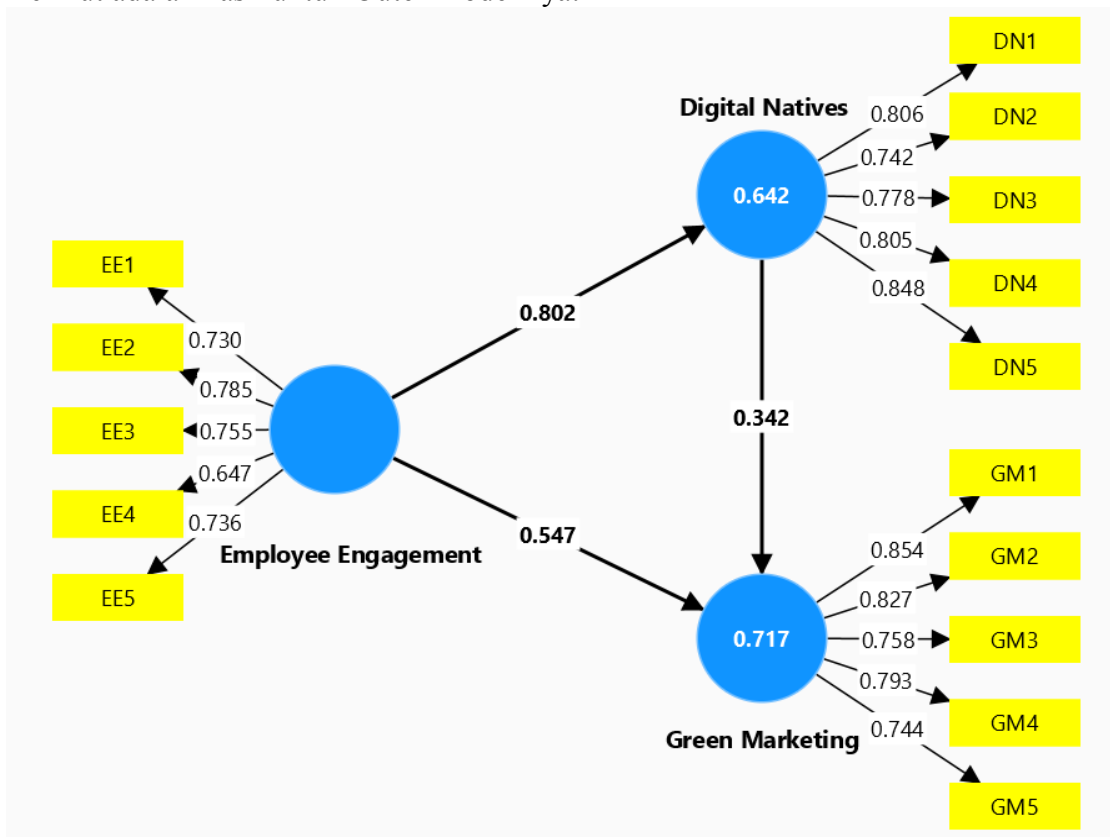 DN1
Digital Natives
0.806
DN2
0.742
0.642
0.778
DN3
0.805
DN4
0.848
DN5
EE1
0.730
EE2
0.785
EE3
0.755
0.647
EE4
0.736
EE5
Employee Engagement
0.802
0.342
0.547
GM1
0.854
GM2
0.827
0.717
0.758
GM3
0.793
GM4
Green Marketing
0.744
GM5